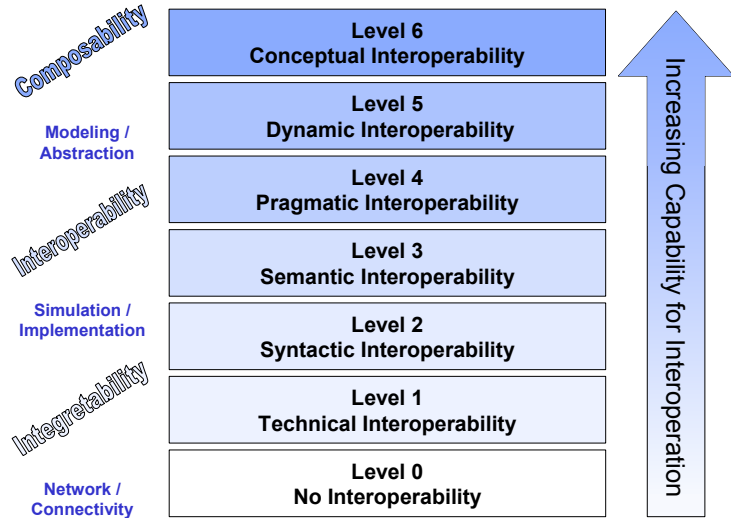 Composability
Level 6
Conceptual Interoperability
Level 5
Dynamic Interoperability
Modeling /
Abstraction
Level 4
Pragmatic Interoperability
Interoperability
Level 3
Semantic Interoperability
Simulation /
Implementation
Level 2
Syntactic Interoperability
Integretability
Level 1
Technical Interoperability
Network /
Connectivity
Level 0
No Interoperability
Increasing Capability for Interoperation